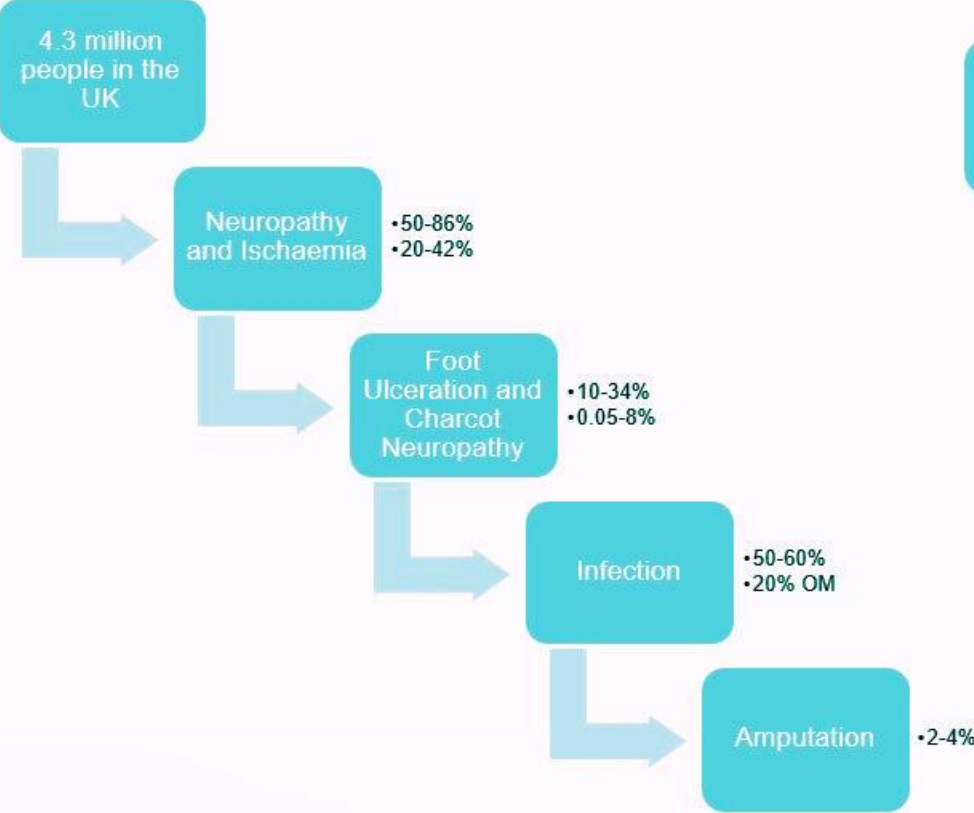 4.3 million
people in the
UK
Neuropathy
and Ischaemia
•50-86%
•20-42%
Foot
Ulceration and
Charcot
Neuropathy
•10-34%
•0.05-8%
Infection
•50-60%
•20% OM
Amputation
•2-4%